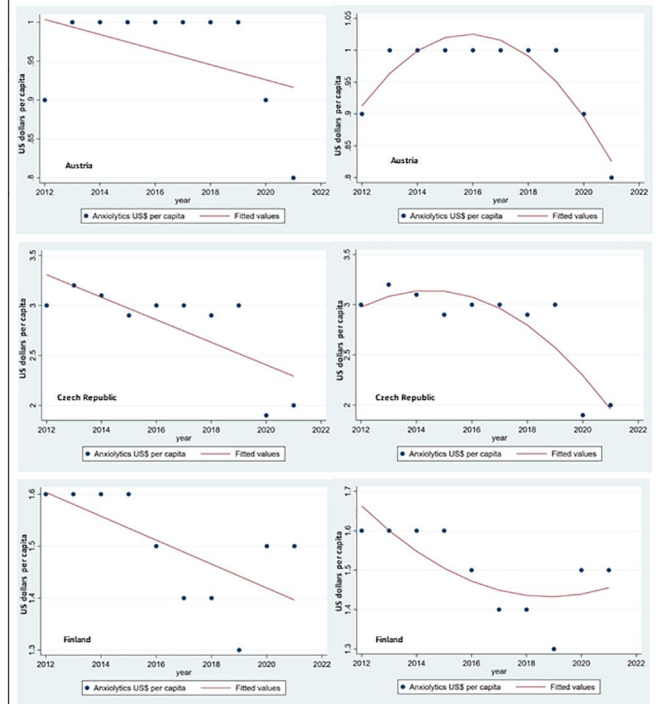 US dollars per capita
1
.95
.9
.85
.8
Austria
2012 2014 2016 2018 2020 2022
year
Anxiolytics US$ per capita Fitted values
US dollars per capita
1.05
1
.95
.9
.85
.8
Austria
2012 2014 2016 2018 2020 2022
year
Anxiolytics US$ per capita Fitted values
US dollars per capita
3.5
3
2.5
2
Czech Republic
2012 2014 2016 2018 2020 2022
year
Anxiolytics US$ per capita Fitted values
US dollars per capita
3.5
3
2.5
2
Czech Republic
2012 2014 2016 2018 2020 2022
year
Anxiolytics US$ per capita Fitted values
US dollars per capita
1.6
1.5
1.4
1.3
Finland
2012 2014 2016 2018 2020 2022
year
Anxiolytics US$ per capita Fitted values
US dollars per capita
1.7
1.6
1.5
1.4
1.3
Finland
2012 2014 2016 2018 2020 2022
year
Anxiolytics US$ per capita Fitted values